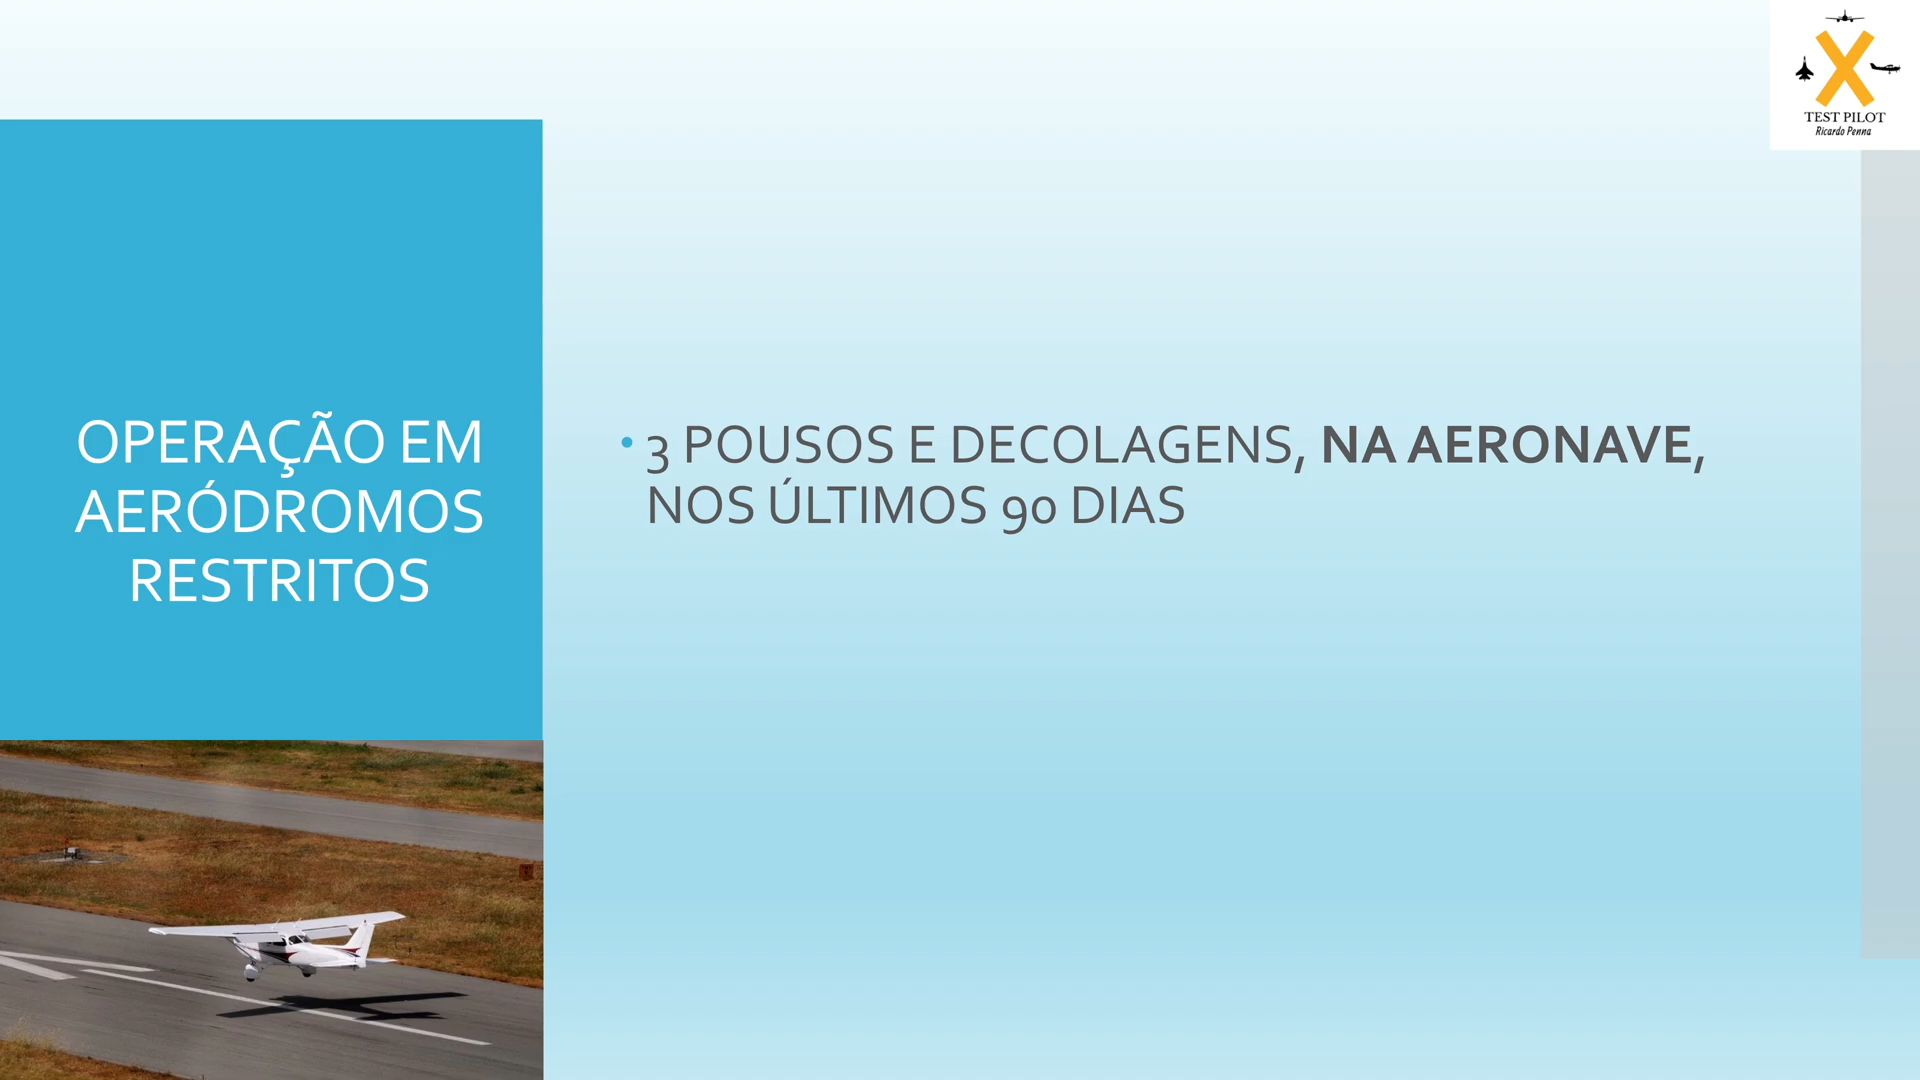 TEST PILOT
Ricardo Penna
OPERAÇÃO EM
AERÓDROMOS
RESTRITOS
• 3 POUSOS E DECOLAGENS, NA AERONAVE,
NOS ÚLTIMOS 90 DIAS